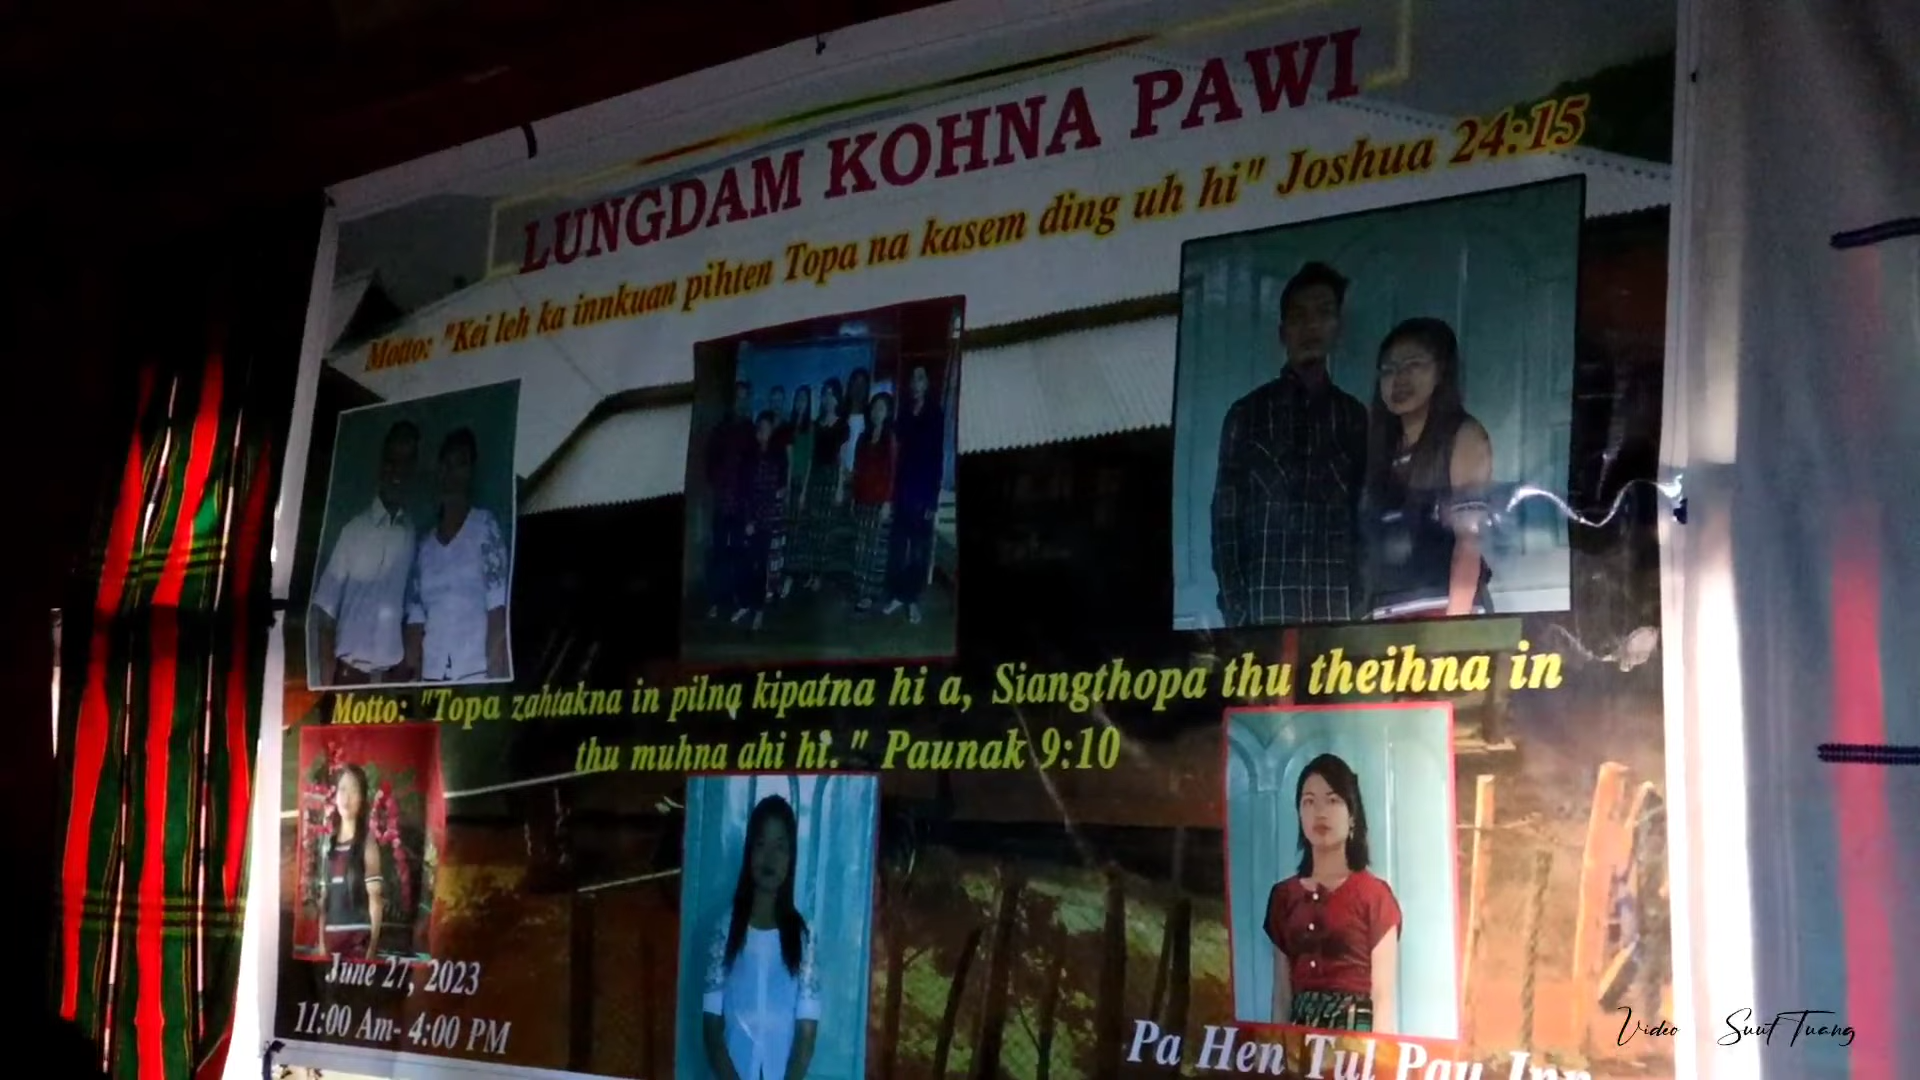 LUNGDAM KOHNA PAWI
Motto: "Kei leh ka innkuan pihten Topa na kasem ding uh hi" Joshua 24:15
Motto: "Topa zahtakna in pilna kipatna hi a, Siangthopa thu theihna in
thu muhna ahi hi." Paunak 9:10
June 27, 2023
11:00 Am- 4:00 PM
Pa Hen Tul Pau Inn
Video Suut Tuang